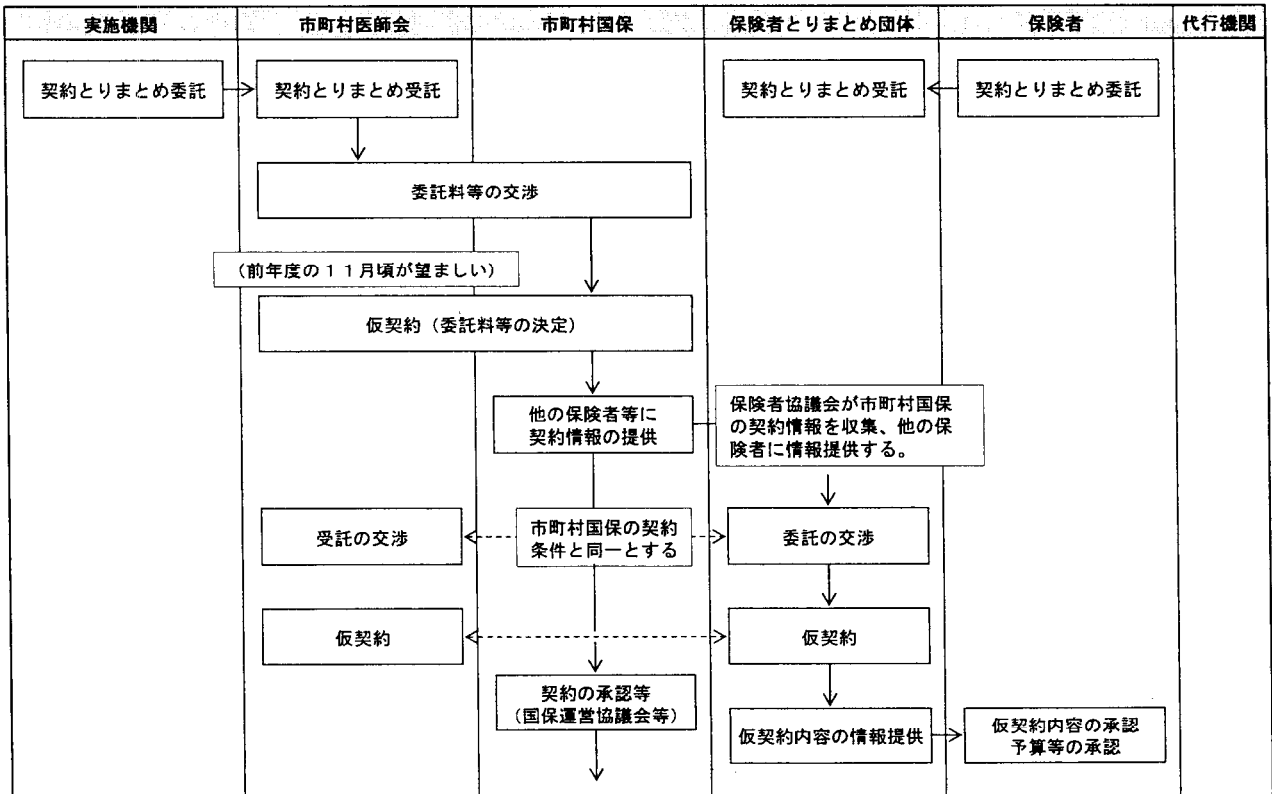 実施機関
市町村医師会
市町村国保
保険者とりまとめ団体
保険者
代行機関
契約とりまとめ委託
契約とりまとめ受託
契約とりまとめ受託
契約とりまとめ委託
委託料等の交渉
（前年度の１１月頃が望ましい）
仮契約（委託料等の決定）
他の保険者等に
契約情報の提供
保険者協議会が市町村国保
の契約情報を収集、他の保
険者に情報提供する。
受託の交渉
市町村国保の契約
条件と同一とする
委託の交渉
仮契約
仮契約
契約の承認等
（国保運営協議会等）
仮契約内容の情報提供
仮契約内容の承認
予算等の承認